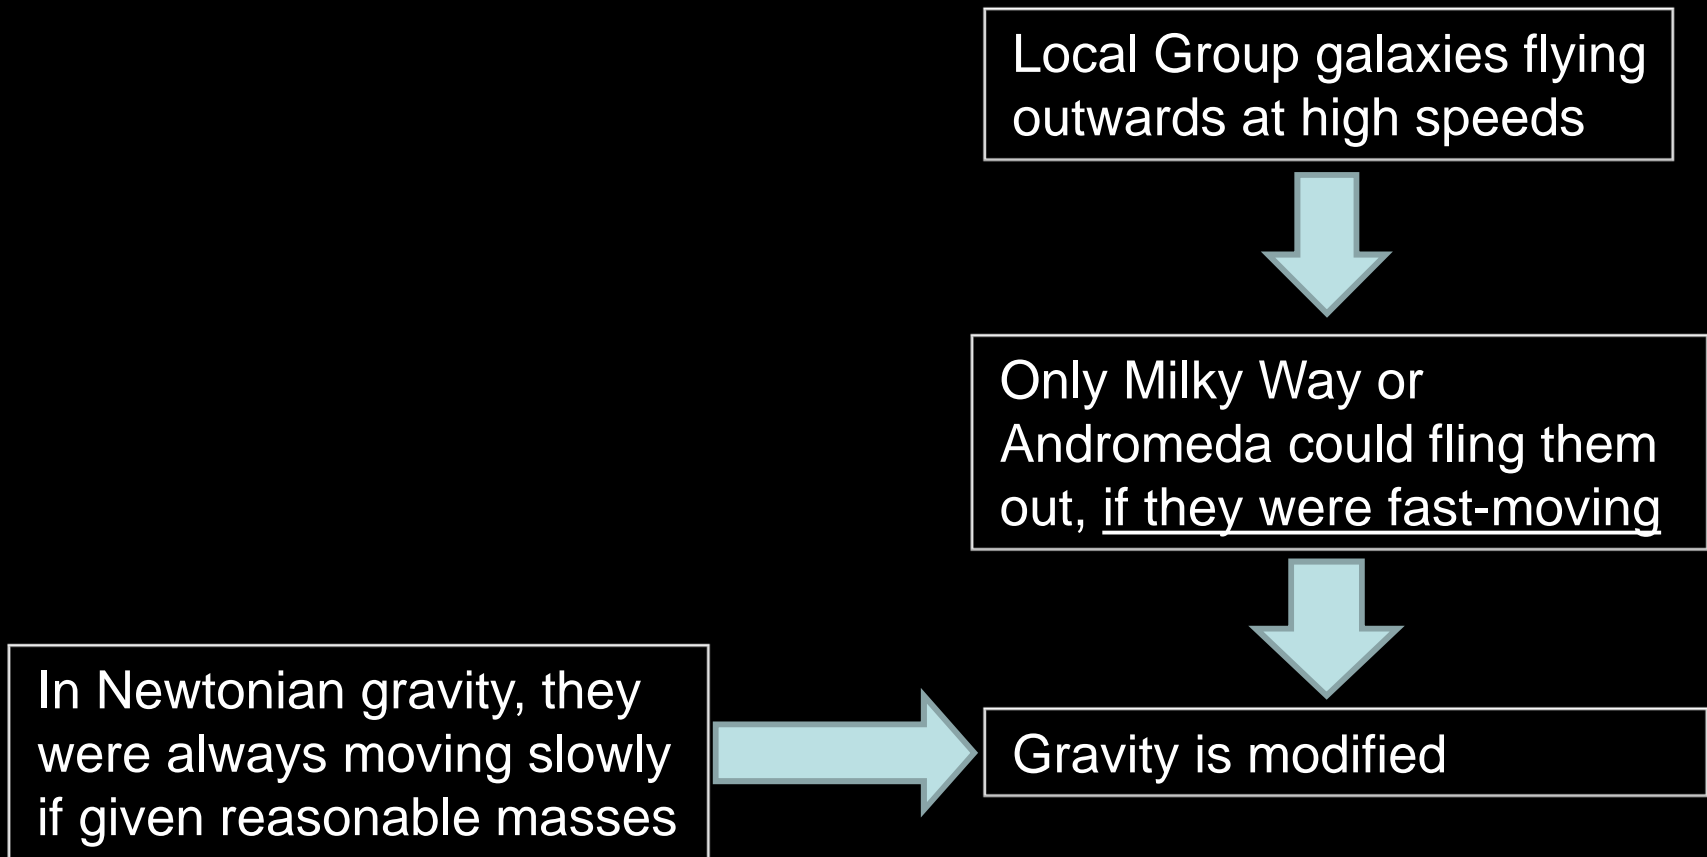 Local Group galaxies flying
outwards at high speeds
Only Milky Way or
Andromeda could fling them
out, if they were fast-moving
In Newtonian gravity, they
were always moving slowly
if given reasonable masses
Gravity is modified